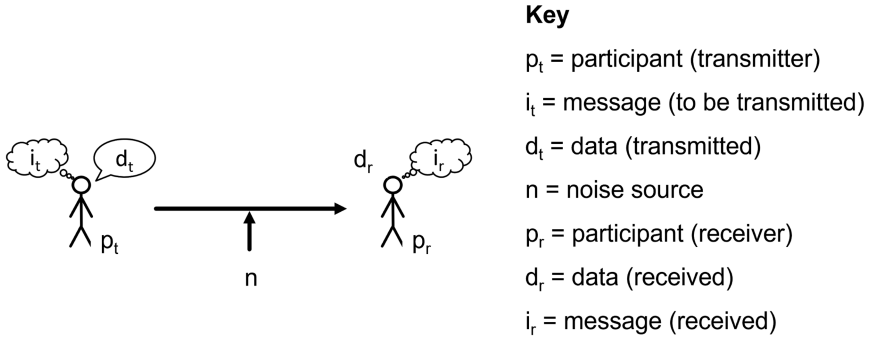 i_t
d_t
p_t
n
d_r
i_r
p_r
Key
p_t = participant (transmitter)
i_t = message (to be transmitted)
d_t = data (transmitted)
n = noise source
p_r = participant (receiver)
d_r = data (received)
i_r = message (received)